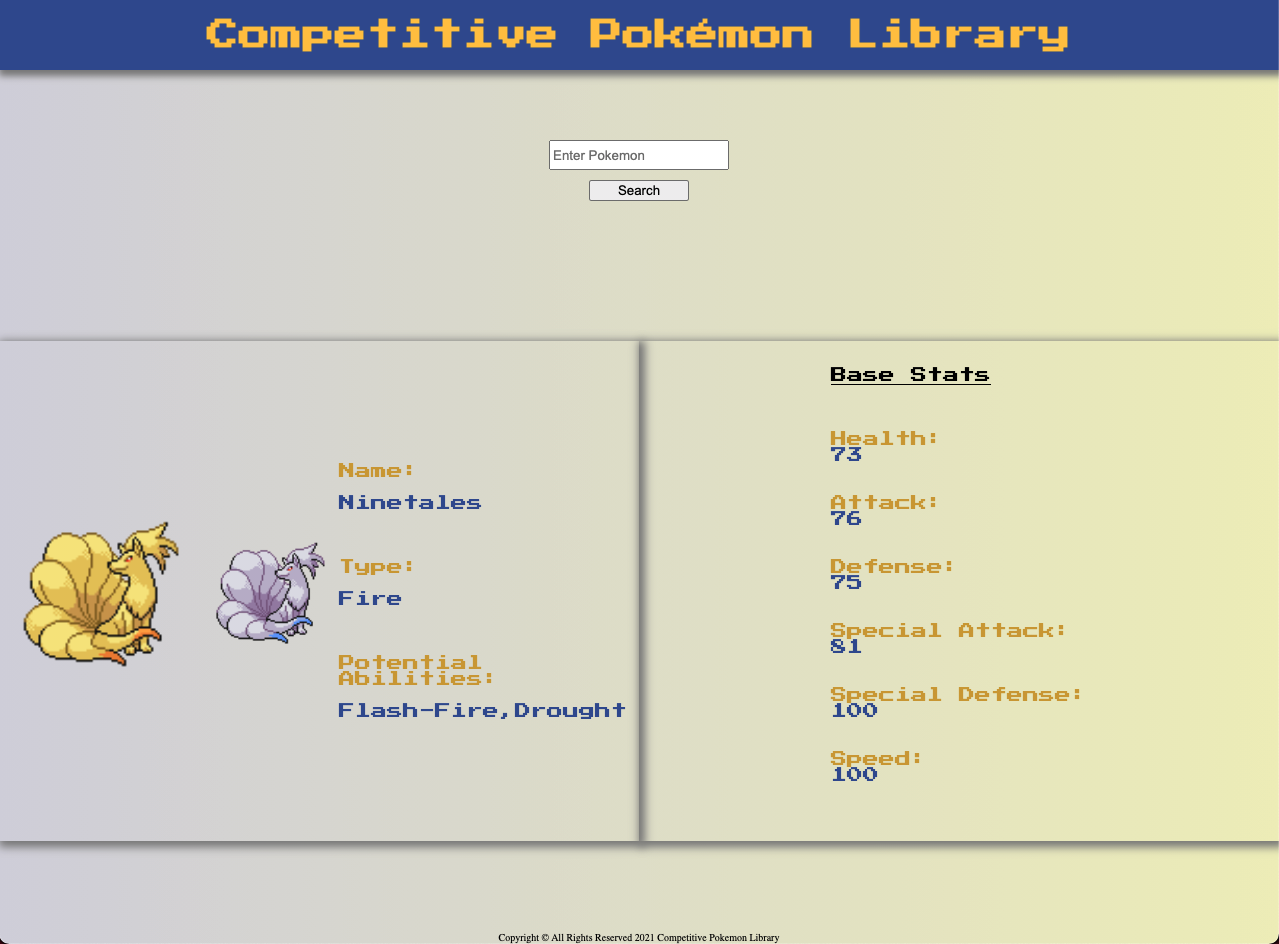 Competitive Pokémon Library
Enter Pokemon
Search
Name:
Ninetales
Type:
Fire
Potential
Abilities:
Flash-Fire,Drought
Base Stats
Health:
73
Attack:
76
Defense:
75
Special Attack:
81
Special Defense:
100
Speed:
100
Copyright © All Rights Reserved 2021 Competitive Pokemon Library